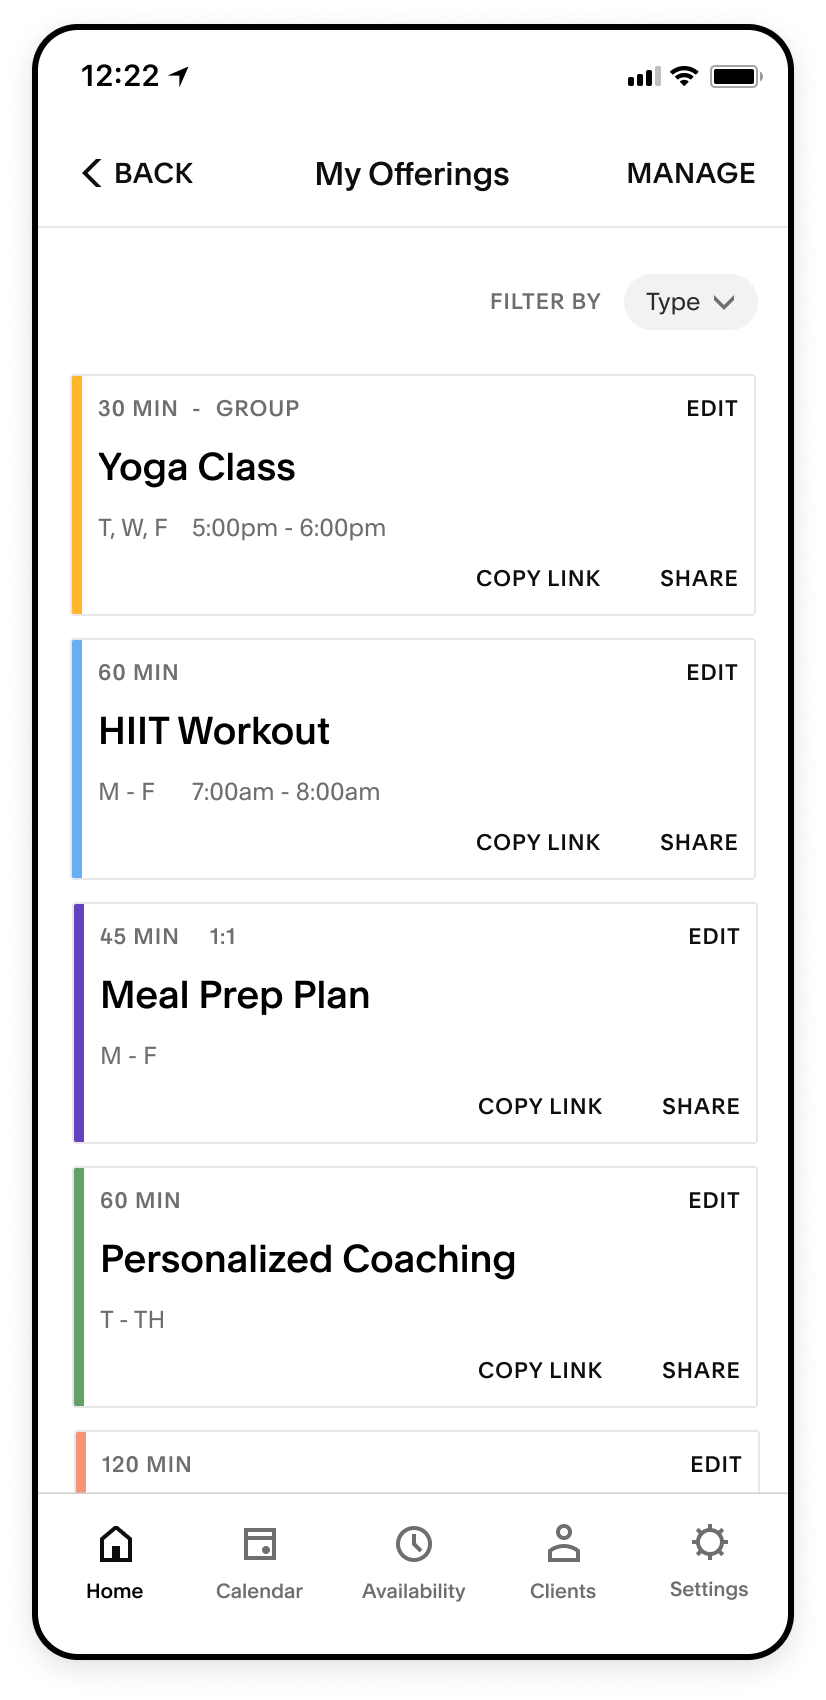 12:22
BACK My Offerings MANAGE
FILTER BY Type
30 MIN - GROUP EDIT
Yoga Class
T, W, F 5:00pm - 6:00pm
COPY LINK SHARE
60 MIN EDIT
HIIT Workout
M - F 7:00am - 8:00am
COPY LINK SHARE
45 MIN 1:1 EDIT
Meal Prep Plan
M - F
COPY LINK SHARE
60 MIN EDIT
Personalized Coaching
T - TH
COPY LINK SHARE
120 MIN EDIT
Home Calendar Availability Clients Settings